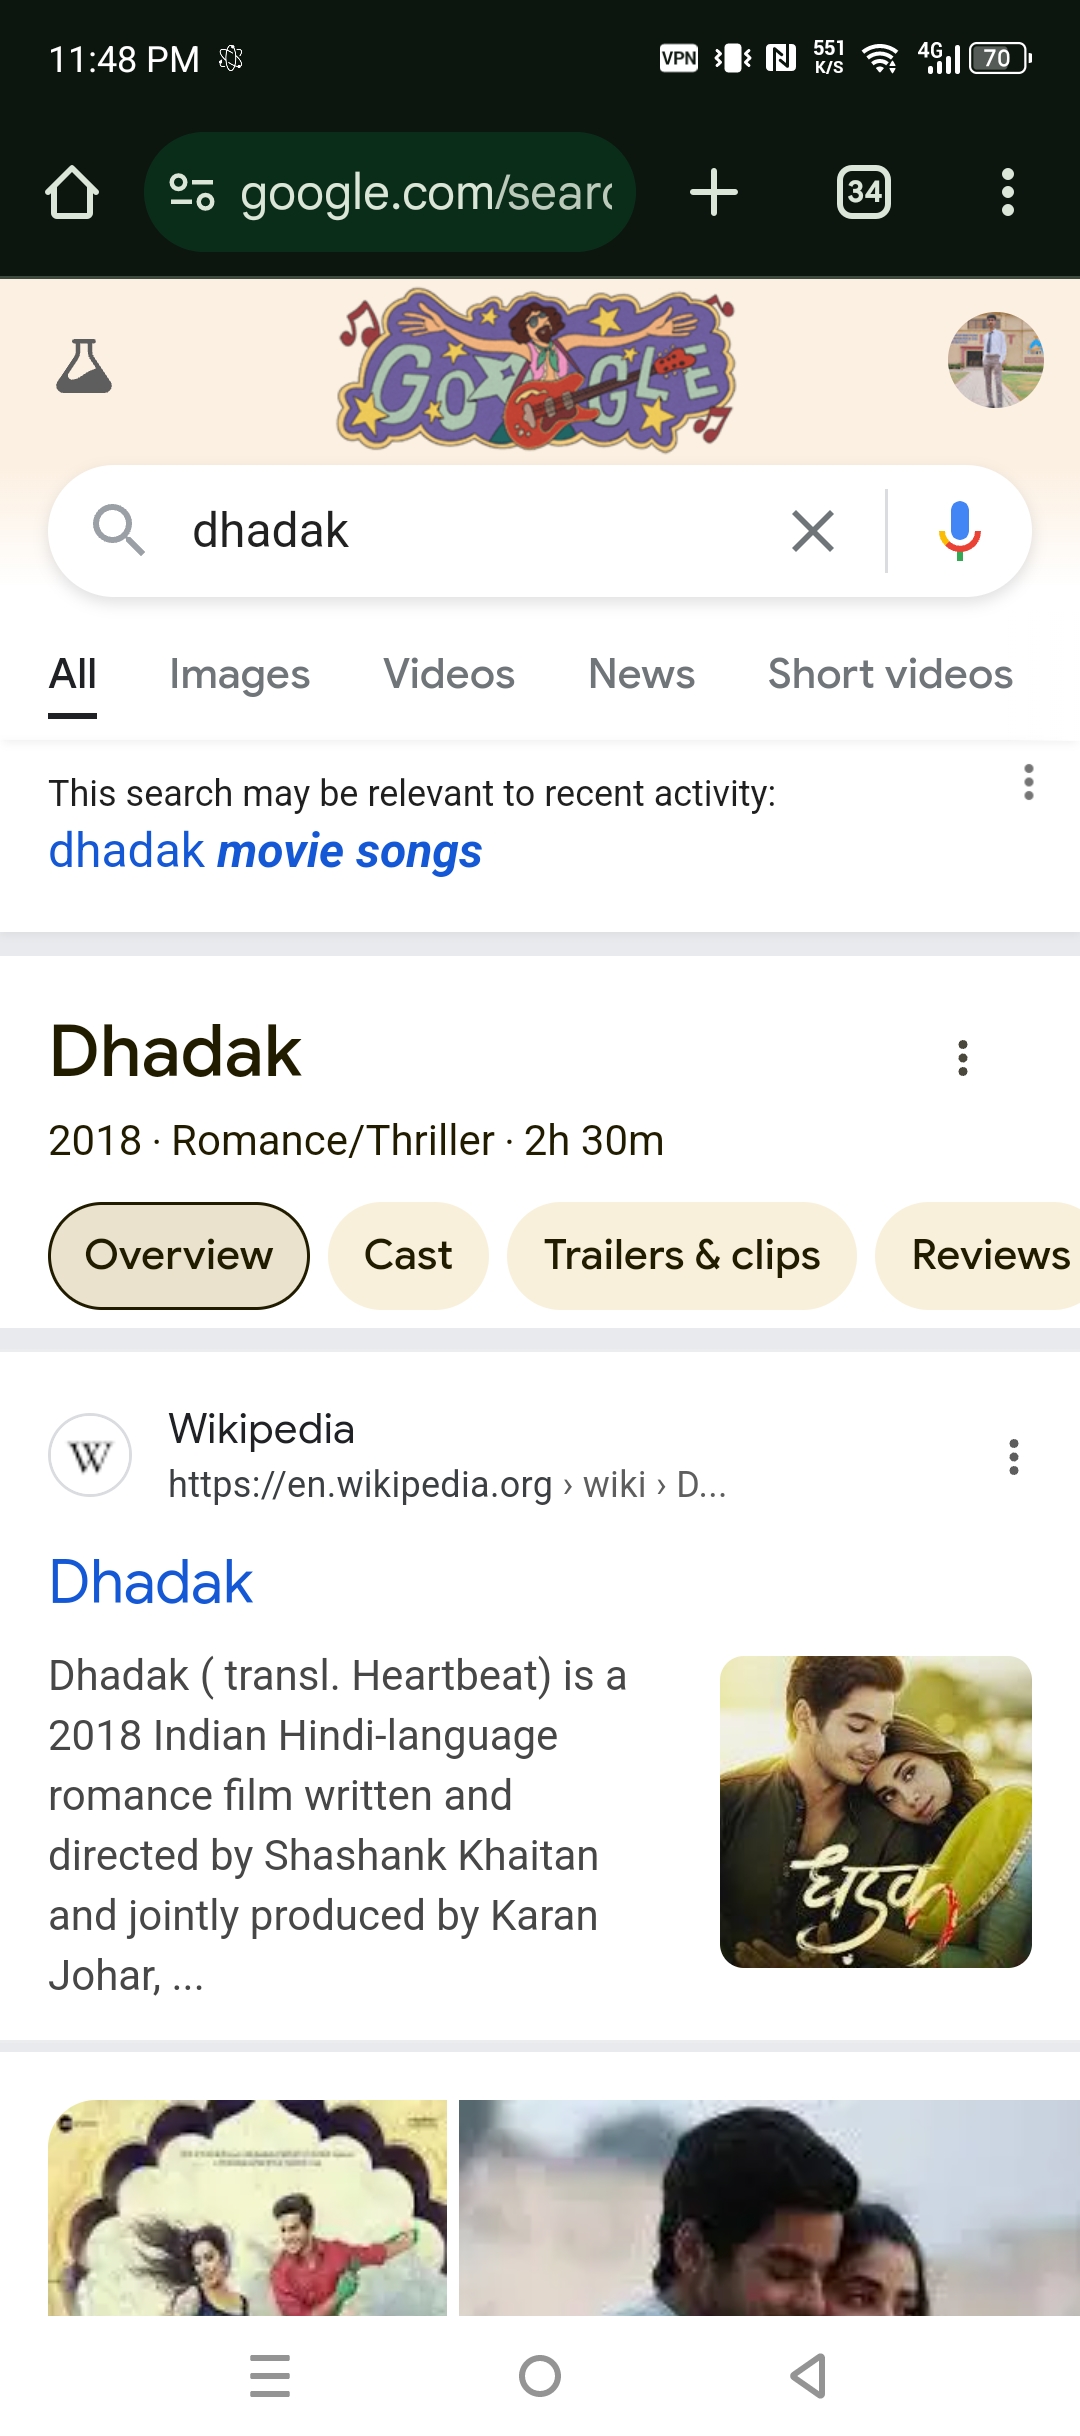 11:48 PM VPN 551 K/S 4G 70
google.com/searc
34
GOOGLE
dhadak
All Images Videos News Short videos
This search may be relevant to recent activity:
dhadak movie songs
Dhadak
2018 · Romance/Thriller · 2h 30m
Overview Cast Trailers & clips Reviews
W Wikipedia
https://en.wikipedia.org › wiki › D...
Dhadak
Dhadak ( transl. Heartbeat) is a
2018 Indian Hindi-language
romance film written and
directed by Shashank Khaitan
and jointly produced by Karan
Johar, ...
धड़क